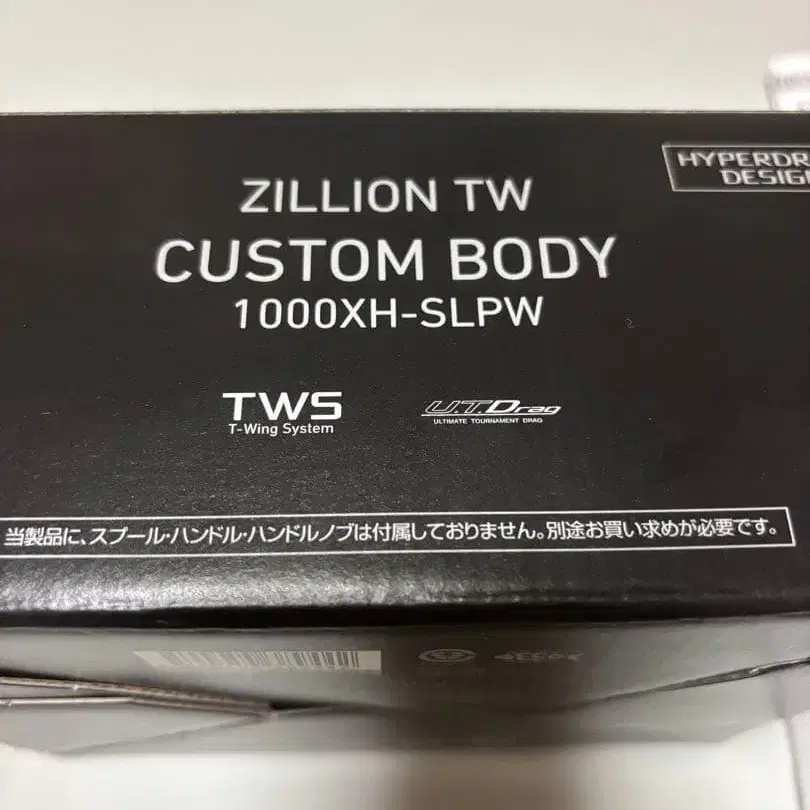 HYPERDR
DESIGN
ZILLION TW
CUSTOM BODY
1000XH-SLPW
TWS
T-Wing System
U.T.Drag
ULTIMATE TOURNAMENT DRAG
当製品に、スプール・ハンドル・ハンドルノブは付属しておりません。別途お買い求めが必要です。